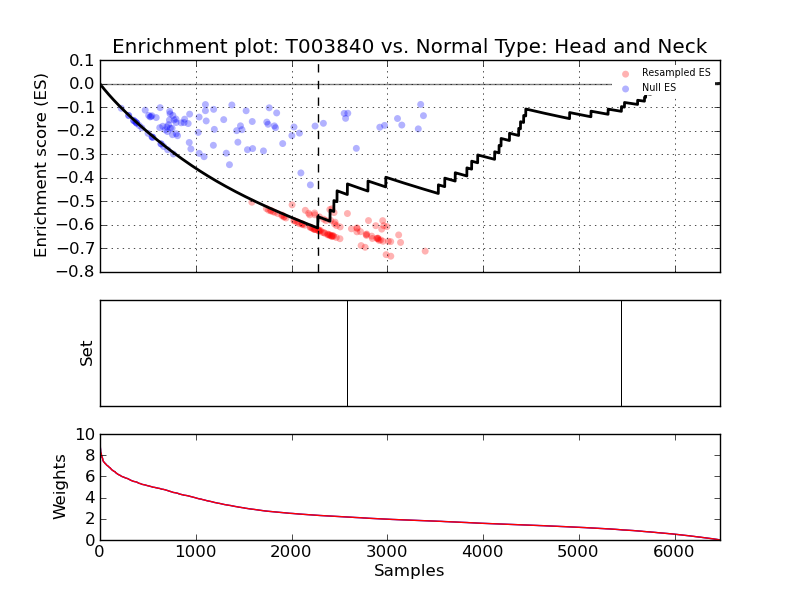 Enrichment plot: T003840 vs. Normal Type: Head and Neck
Enrichment score (ES)
0.1
0.0
−0.1
−0.2
−0.3
−0.4
−0.5
−0.6
−0.7
−0.8
Resampled ES
Null ES
Set
Weights
10
8
6
4
2
0
0 1000 2000 3000 4000 5000 6000
Samples